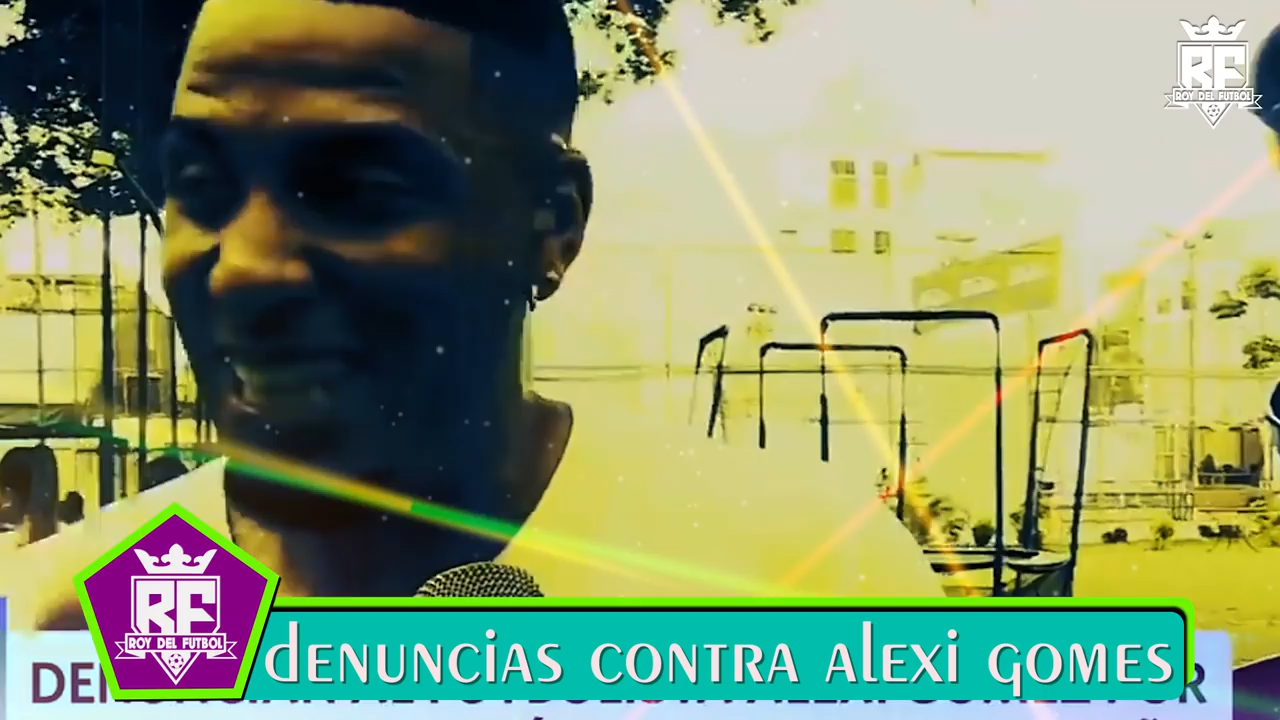 RF
ROY DEL FUTBOL
RF
ROY DEL FUTBOL
dENUNCiAS CONTRA AlEXi GOMES